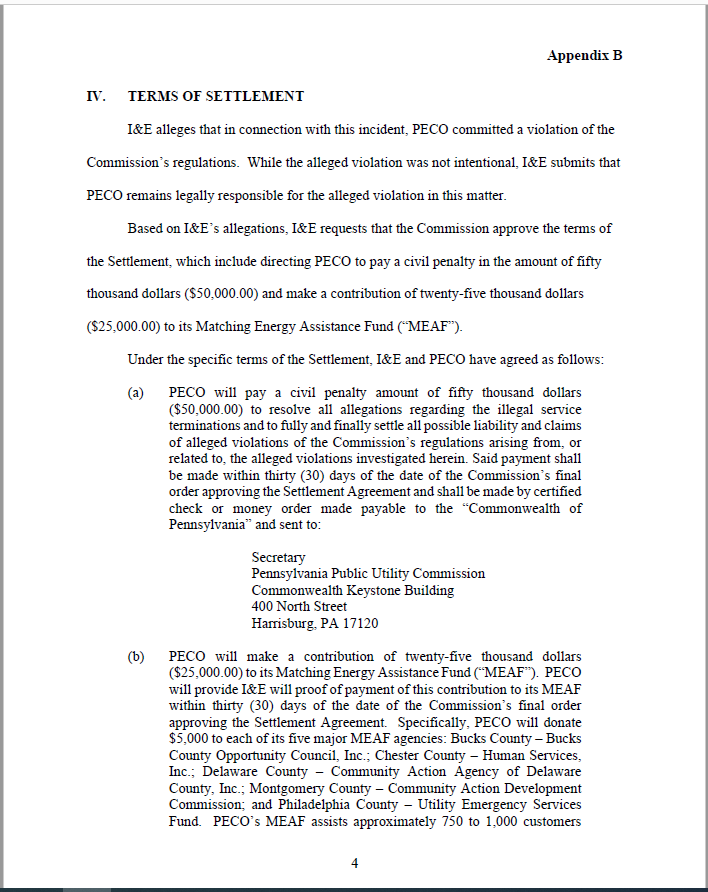 Appendix B
IV. TERMS OF SETTLEMENT
I&E alleges that in connection with this incident, PECO committed a violation of the
Commission's regulations. While the alleged violation was not intentional, I&E submits that
PECO remains legally responsible for the alleged violation in this matter.
Based on I&E's allegations, I&E requests that the Commission approve the terms of
the Settlement, which include directing PECO to pay a civil penalty in the amount of fifty
thousand dollars ($50,000.00) and make a contribution of twenty-five thousand dollars
($25,000.00) to its Matching Energy Assistance Fund ("MEAF").
Under the specific terms of the Settlement, I&E and PECO have agreed as follows:
(a) PECO will pay a civil penalty amount of fifty thousand dollars
($50,000.00) to resolve all allegations regarding the illegal service
terminations and to fully and finally settle all possible liability and claims
of alleged violations of the Commission's regulations arising from, or
related to, the alleged violations investigated herein. Said payment shall
be made within thirty (30) days of the date of the Commission's final
order approving the Settlement Agreement and shall be made by certified
check or money order made payable to the "Commonwealth of
Pennsylvania" and sent to:
Secretary
Pennsylvania Public Utility Commission
Commonwealth Keystone Building
400 North Street
Harrisburg, PA 17120
(b) PECO will make a contribution of twenty-five thousand dollars
($25,000.00) to its Matching Energy Assistance Fund ("MEAF"). PECO
will provide I&E will proof of payment of this contribution to its MEAF
within thirty (30) days of the date of the Commission's final order
approving the Settlement Agreement. Specifically, PECO will donate
$5,000 to each of its five major MEAF agencies: Bucks County – Bucks
County Opportunity Council, Inc.; Chester County – Human Services,
Inc.; Delaware County – Community Action Agency of Delaware
County, Inc.; Montgomery County – Community Action Development
Commission; and Philadelphia County – Utility Emergency Services
Fund. PECO's MEAF assists approximately 750 to 1,000 customers
4